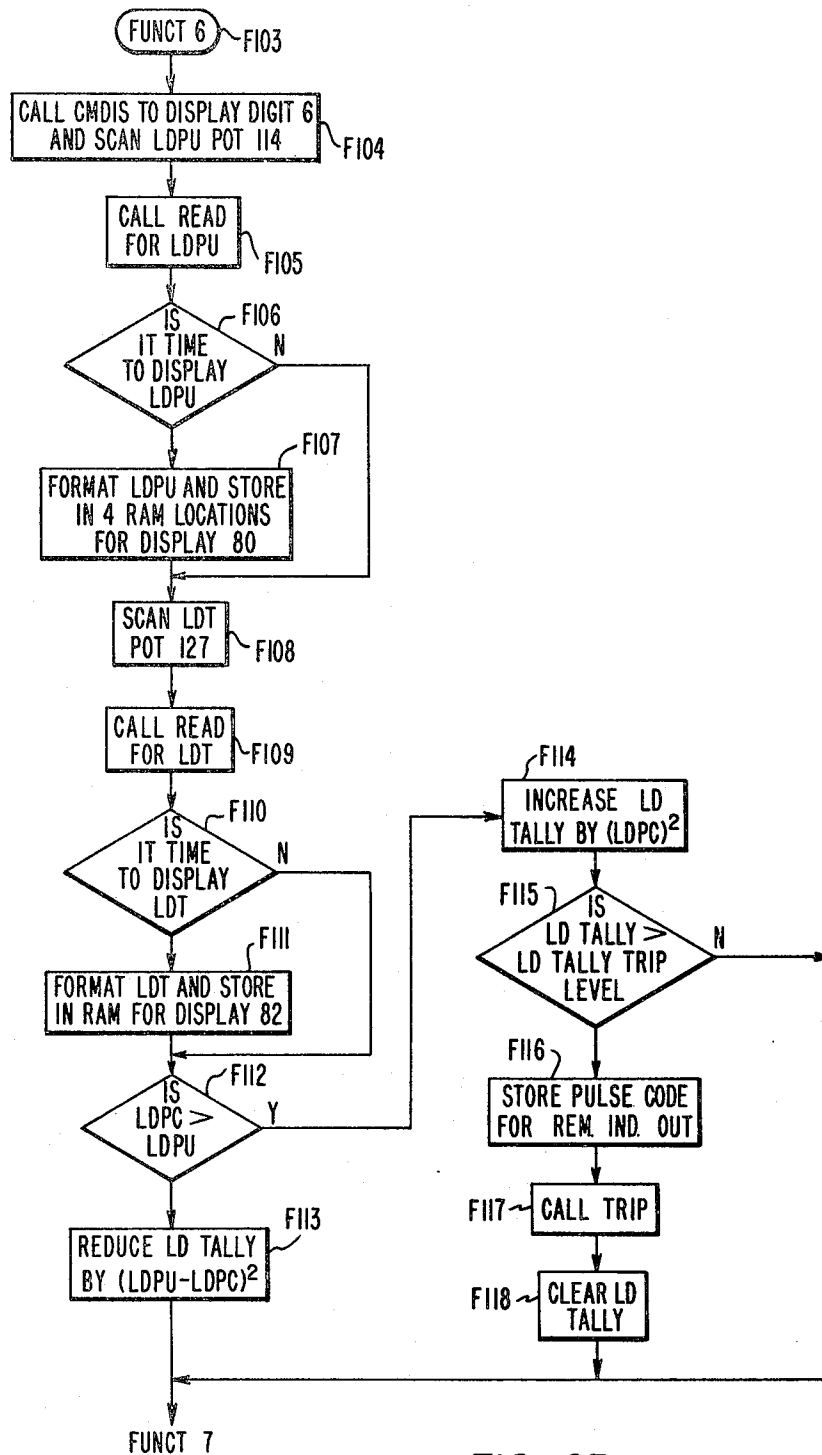 FUNCT 6
F103
CALL CMDIS TO DISPLAY DIGIT 6
AND SCAN LDPU POT 114
F104
CALL READ
FOR LDPU
F105
F106
IS
IT TIME
TO DISPLAY
LDPU
N
F107
FORMAT LDPU AND STORE
IN 4 RAM LOCATIONS
FOR DISPLAY 80
SCAN LDT
POT 127
F108
CALL READ
FOR LDT
F109
F110
IS
IT TIME
TO DISPLAY
LDT
N
F111
FORMAT LDT AND STORE
IN RAM FOR DISPLAY 82
F112
IS
LDPC >
LDPU
Y
F113
REDUCE LD TALLY
BY (LDPU-LDPC)²
FUNCT 7
F114
INCREASE LD
TALLY BY (LDPC)²
F115
IS
LD TALLY >
LD TALLY TRIP
LEVEL
N
F116
STORE PULSE CODE
FOR REM. IND. OUT
F117
CALL TRIP
F118
CLEAR LD
TALLY